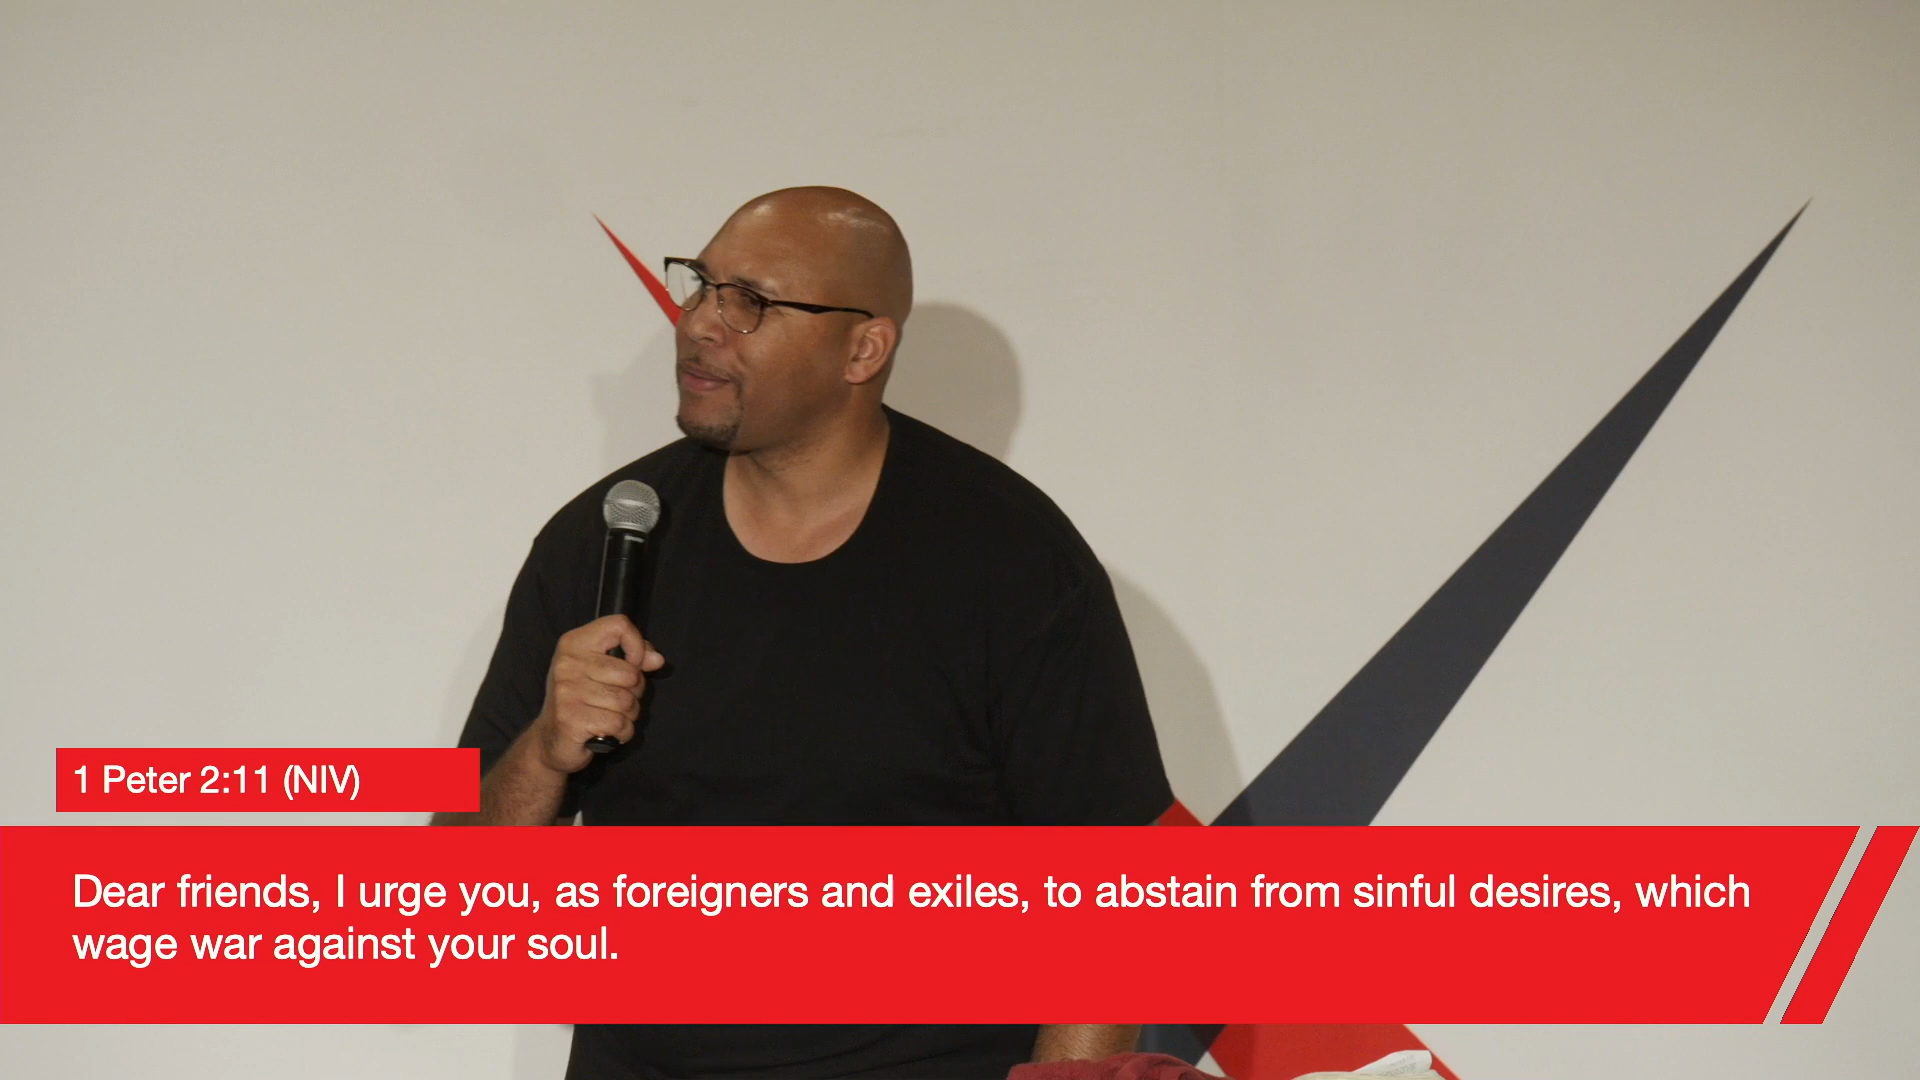 1 Peter 2:11 (NIV)
Dear friends, I urge you, as foreigners and exiles, to abstain from sinful desires, which
wage war against your soul.